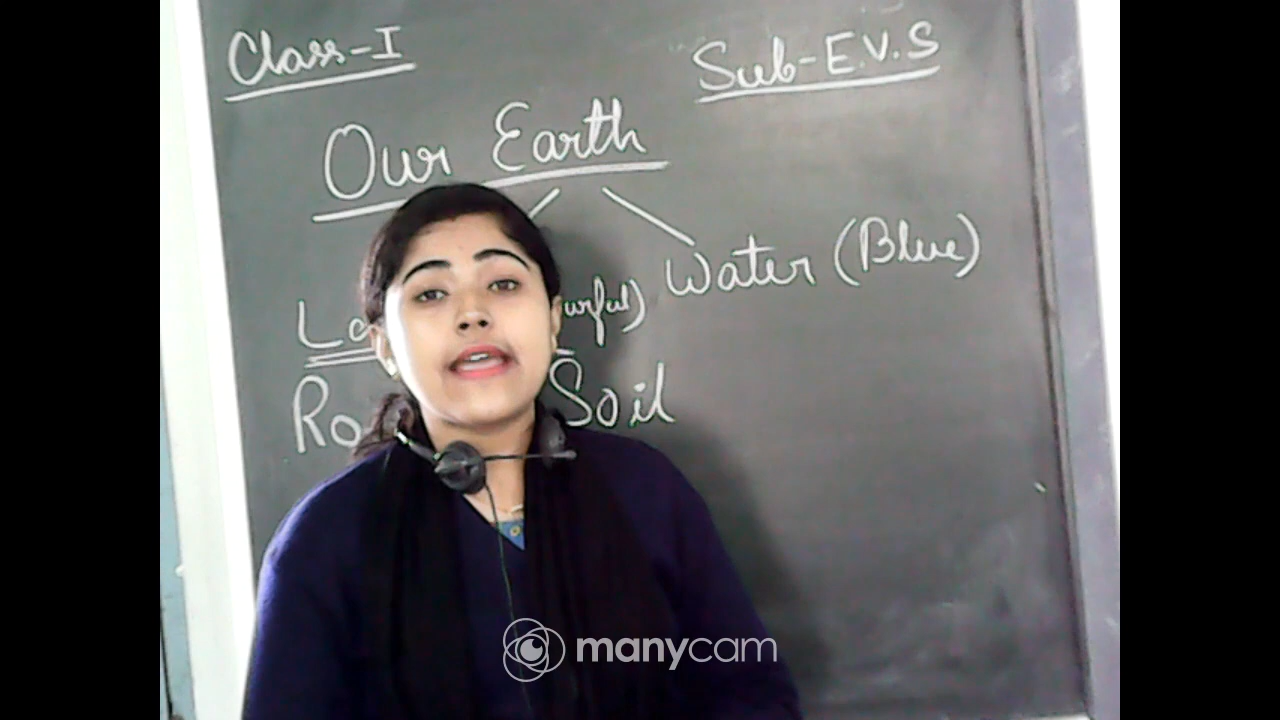 Class-I
Sub-E.V.S
Our Earth
Water (Blue)
Soil
manycam